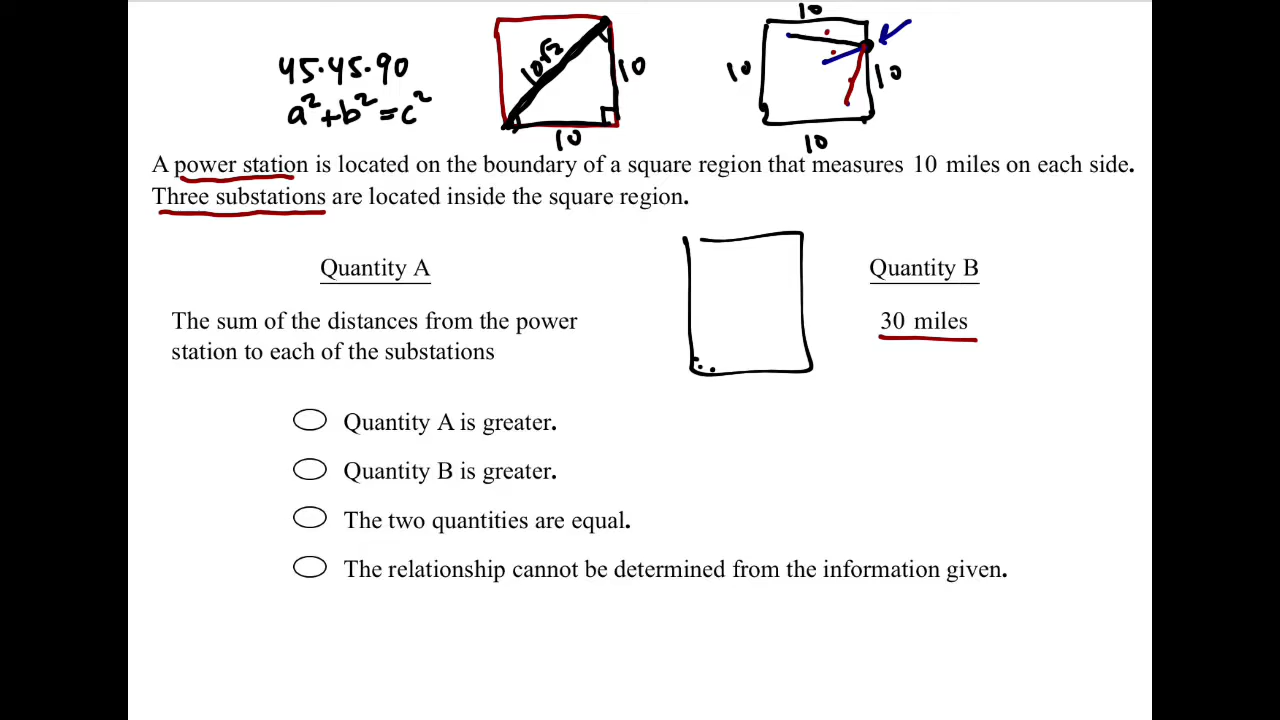 10
45·45·90
10√2
10
10
10
a² + b² = c²
10
10
A power station is located on the boundary of a square region that measures 10 miles on each side.
Three substations are located inside the square region.
Quantity A
Quantity B
The sum of the distances from the power
30 miles
station to each of the substations
Quantity A is greater.
Quantity B is greater.
The two quantities are equal.
The relationship cannot be determined from the information given.